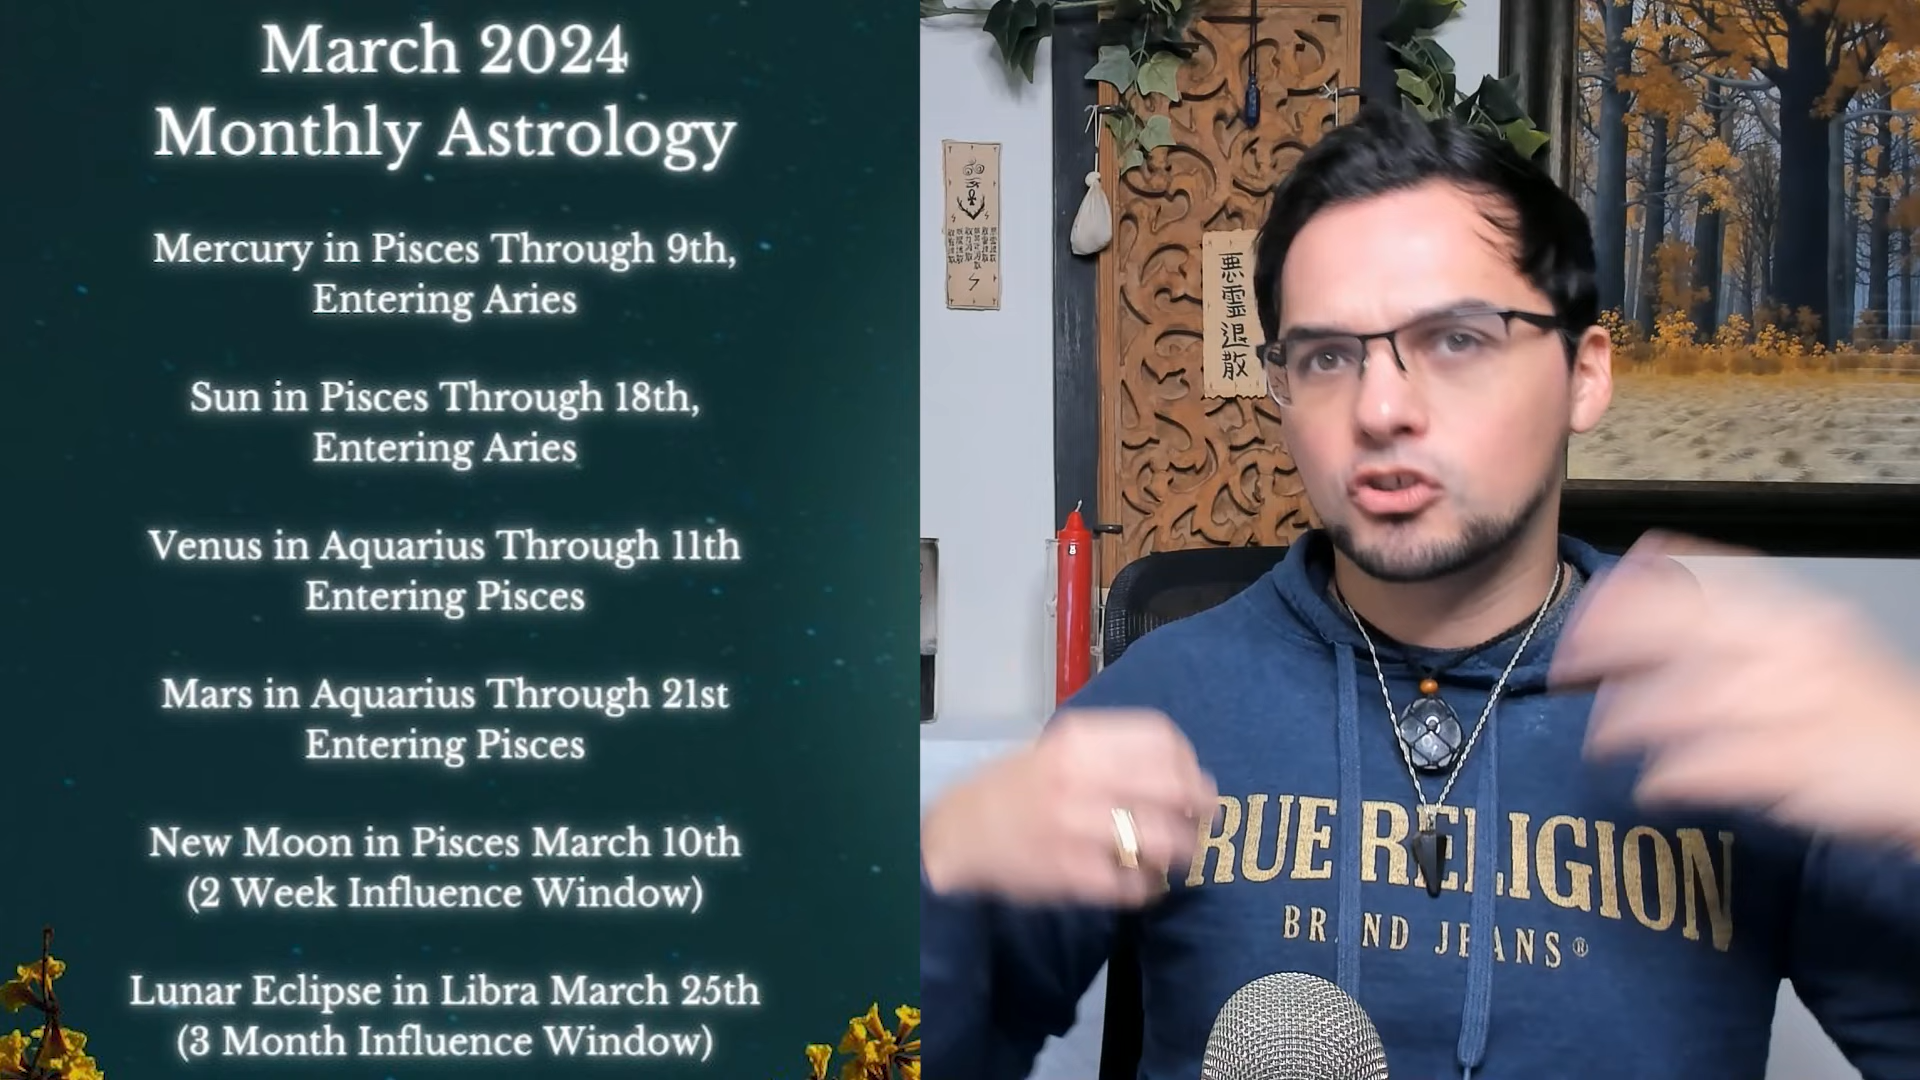 March 2024
Monthly Astrology
Mercury in Pisces Through 9th,
Entering Aries
Sun in Pisces Through 18th,
Entering Aries
Venus in Aquarius Through 11th
Entering Pisces
Mars in Aquarius Through 21st
Entering Pisces
New Moon in Pisces March 10th
(2 Week Influence Window)
Lunar Eclipse in Libra March 25th
(3 Month Influence Window)
悪霊退散
RUE RELIGION
BRAND JEANS®